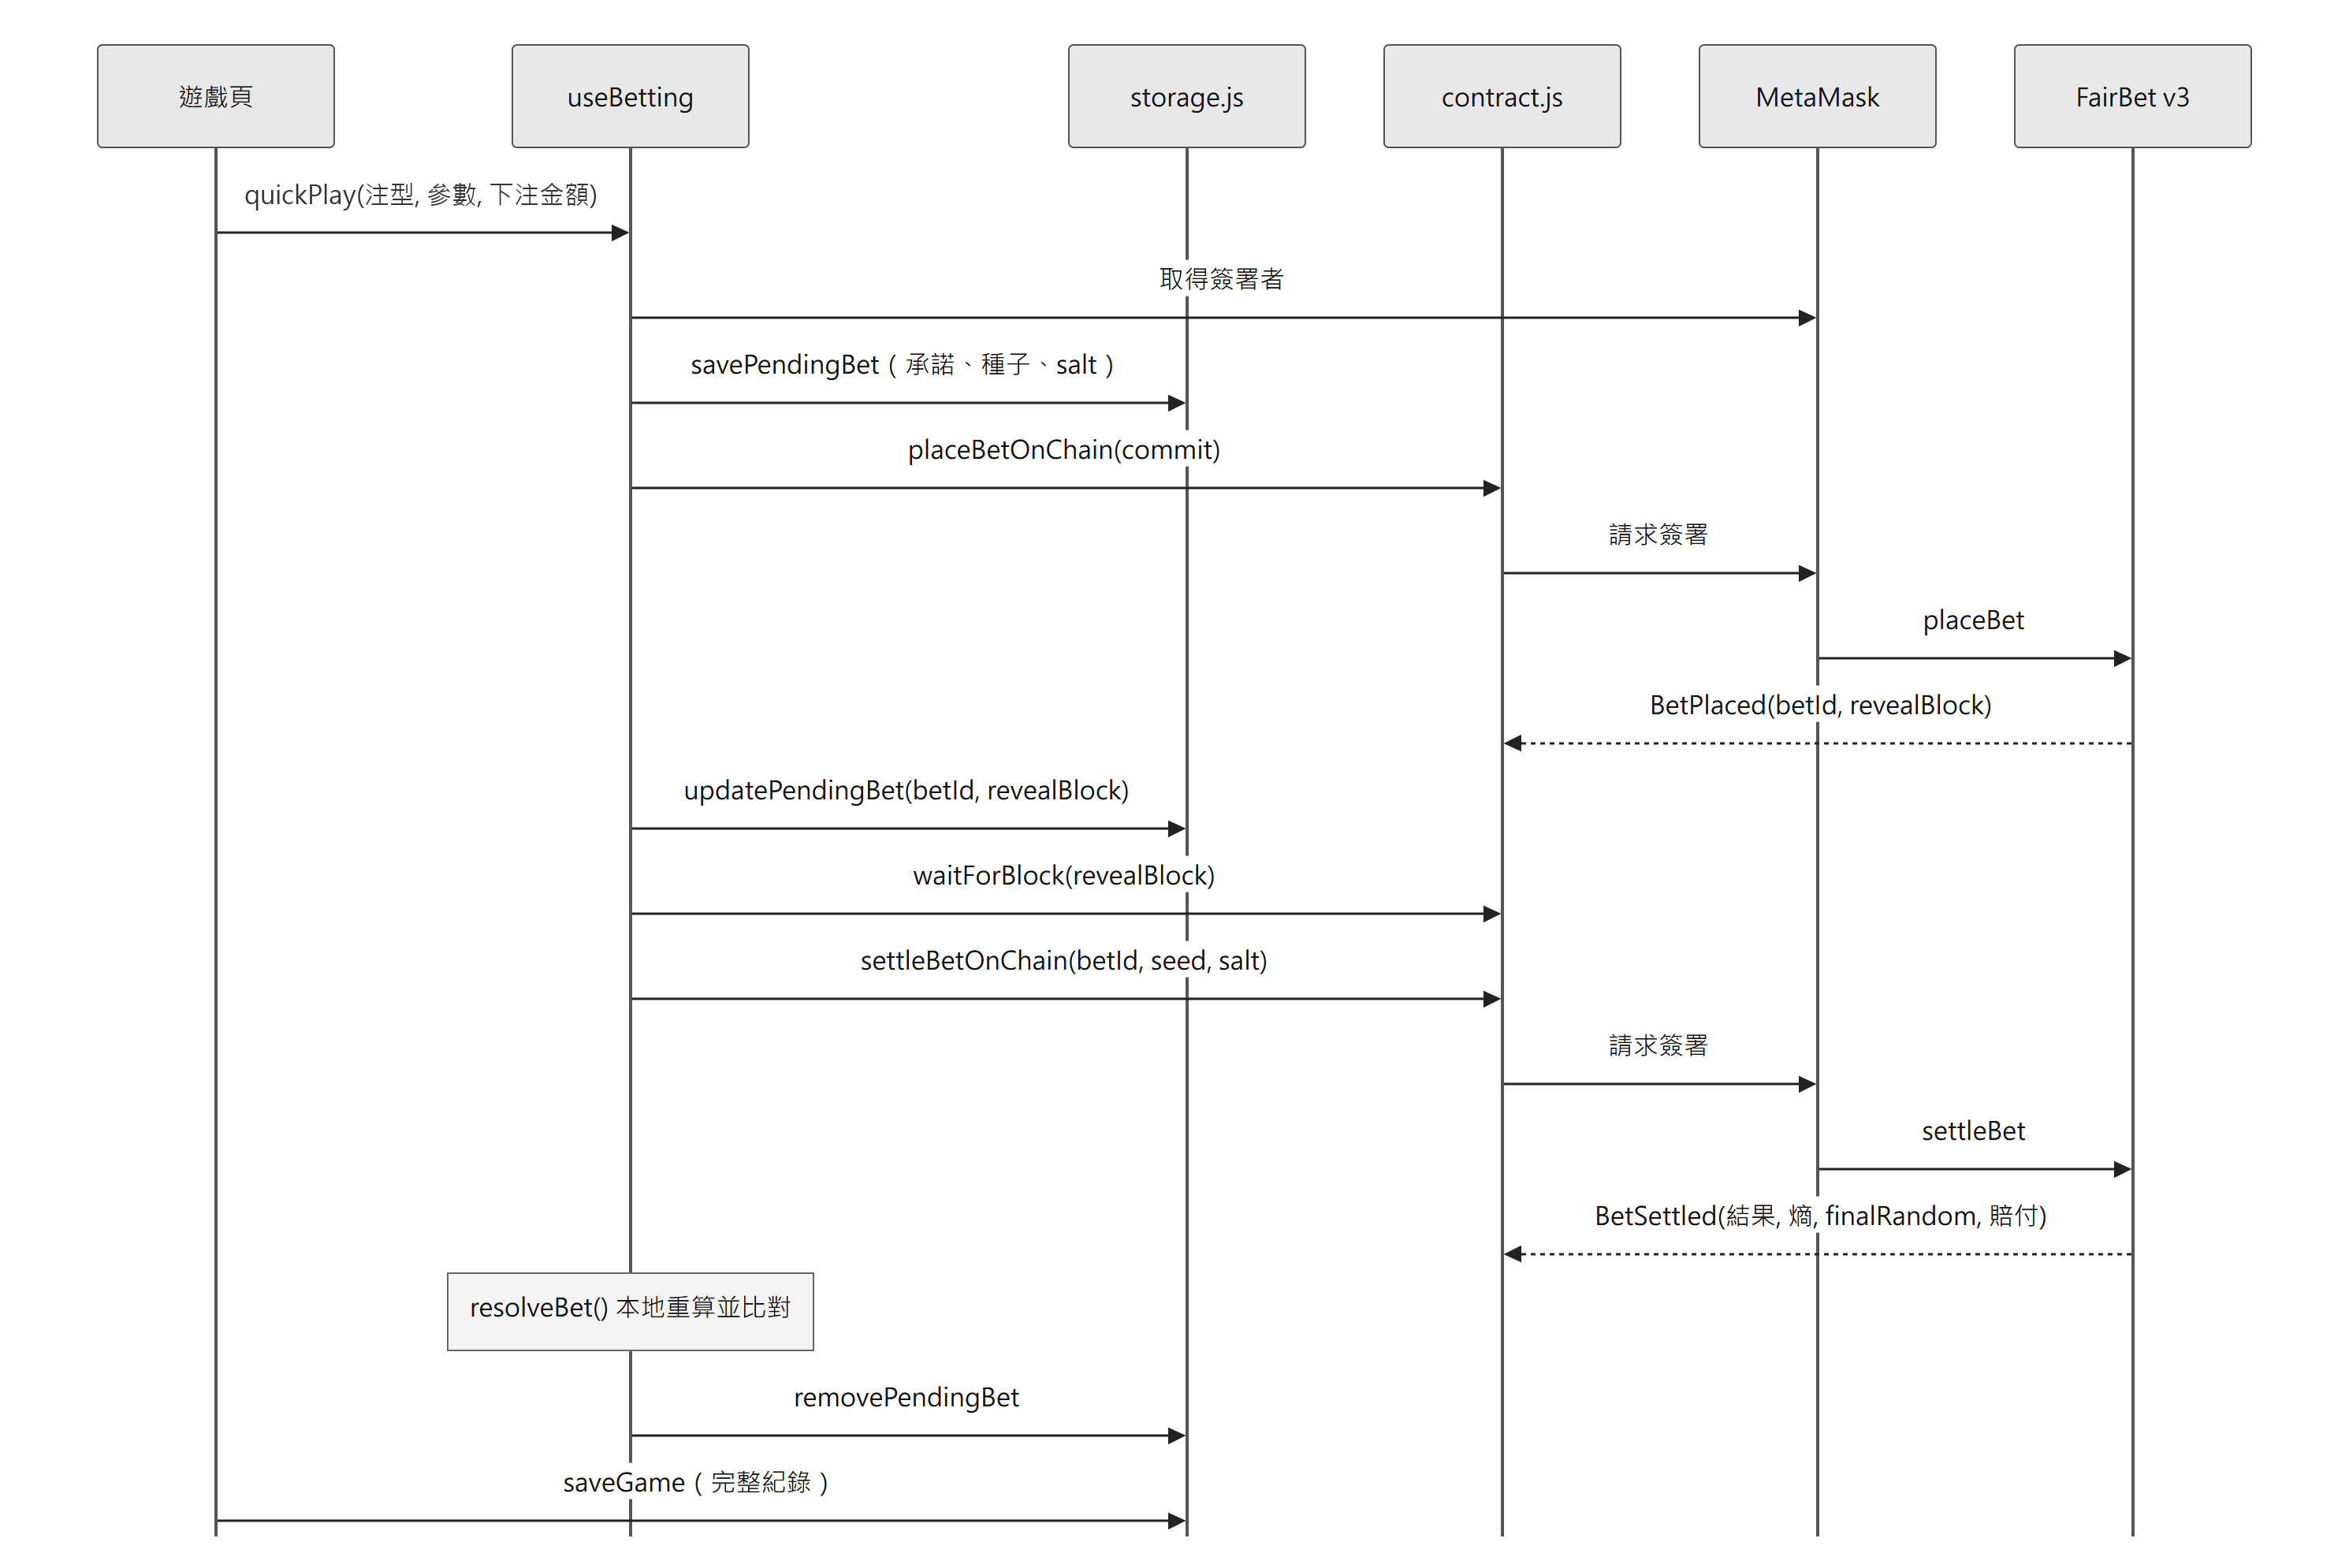 遊戲頁
useBetting
storage.js
contract.js
MetaMask
FairBet v3
quickPlay(注型, 參數, 下注金額)
取得簽署者
savePendingBet ( 承諾、種子、salt )
placeBetOnChain(commit)
請求簽署
placeBet
BetPlaced(betId, revealBlock)
updatePendingBet(betId, revealBlock)
waitForBlock(revealBlock)
settleBetOnChain(betId, seed, salt)
請求簽署
settleBet
BetSettled(結果, 熵, finalRandom, 賠付)
resolveBet() 本地重算並比對
removePendingBet
saveGame ( 完整紀錄 )